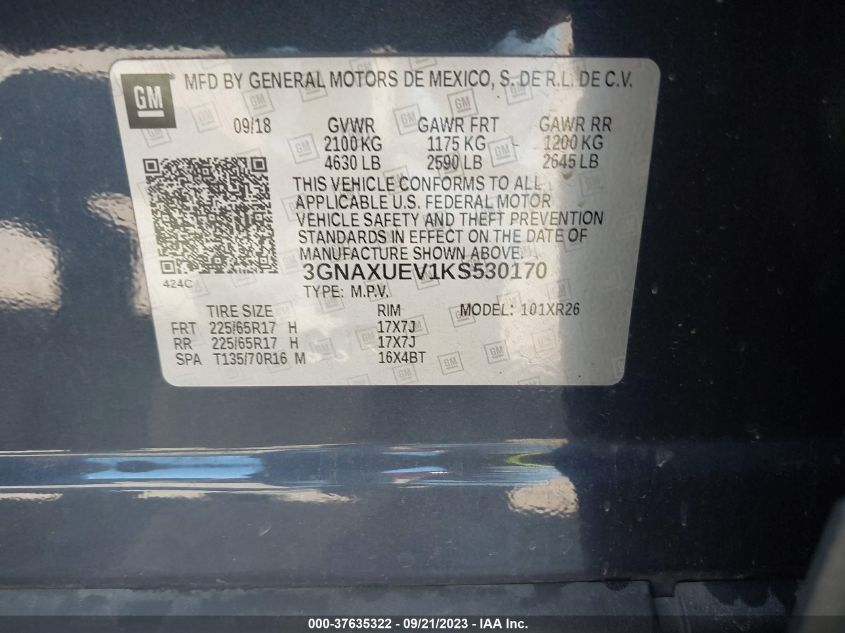 GM
MFD BY GENERAL MOTORS DE MEXICO, S. DE R.L. DE C.V.
09/18 GVWR GAWR FRT GAWR RR
2100 KG 1175 KG 1200 KG
4630 LB 2590 LB 2645 LB
THIS VEHICLE CONFORMS TO ALL
APPLICABLE U.S. FEDERAL MOTOR
VEHICLE SAFETY AND THEFT PREVENTION
STANDARDS IN EFFECT ON THE DATE OF
MANUFACTURE SHOWN ABOVE.
424C
3GNAXUEV1KS530170
TYPE: M.P.V.
TIRE SIZE RIM MODEL: 101XR26
FRT 225/65R17 H 17X7J
RR 225/65R17 H 17X7J
SPA T135/70R16 M 16X4BT
000-37635322 - 09/21/2023 - IAA Inc.